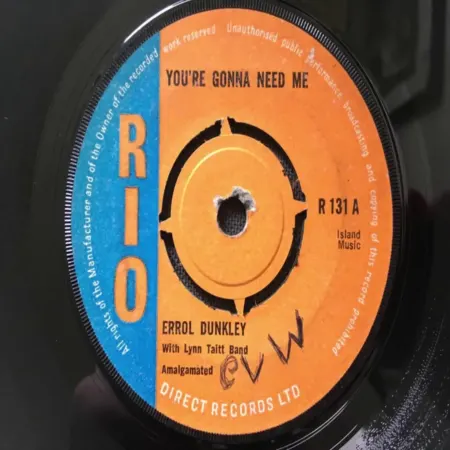 All rights of the Manufacturer and of the Owner of the recorded work reserved Unauthorised public performance broadcasting and copying of this record prohibited
YOU'RE GONNA NEED ME
RIO
R 131 A
Island
Music
ERROL DUNKLEY
With Lynn Taitt Band
Amalgamated
DIRECT RECORDS LTD